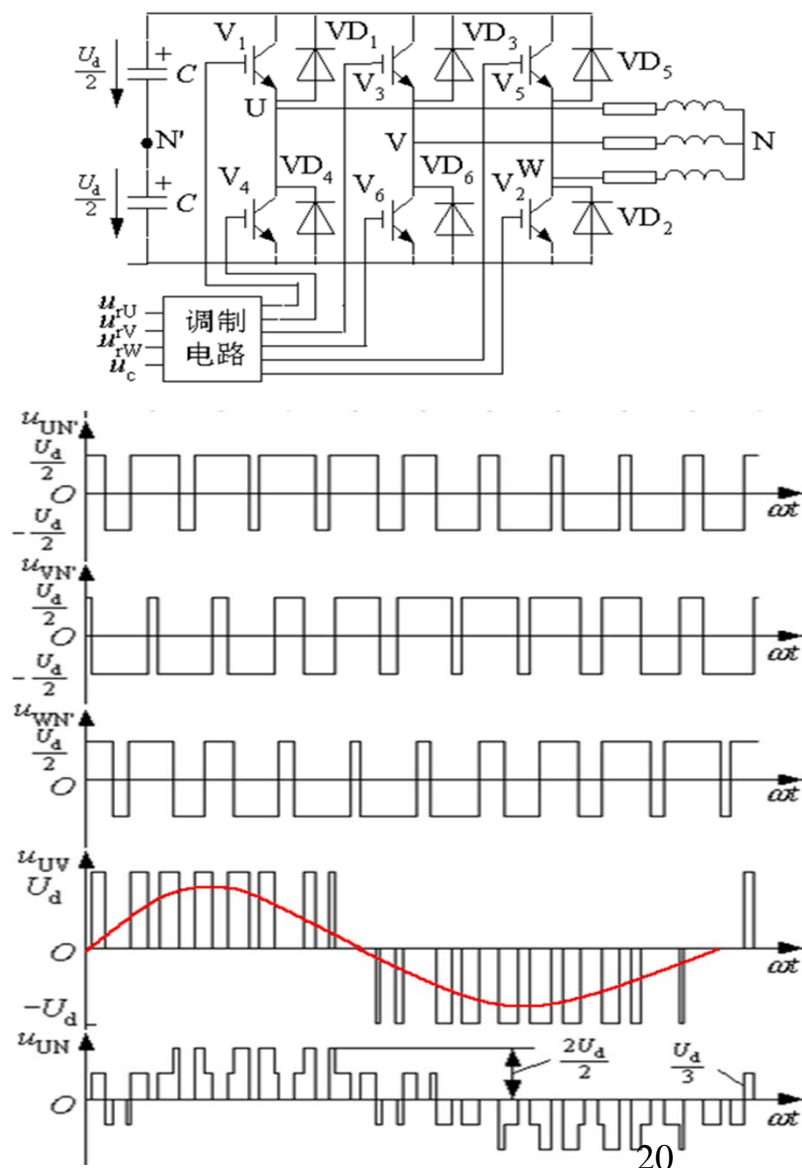 V1 VD1 VD3
V3 V5 VD5
Ud/2 + C
U
N' V N
W
VD4 VD6
V4 V6 V2 VD2
Ud/2 + C
urU
urV
urW
uc
调制
电路
uUN'
Ud/2
O
ωt
-Ud/2
uVN'
Ud/2
O
ωt
-Ud/2
uWN'
Ud/2
O
ωt
uUV
Ud
O
ωt
-Ud
uUN
2Ud/2
Ud/3
O
ωt
20